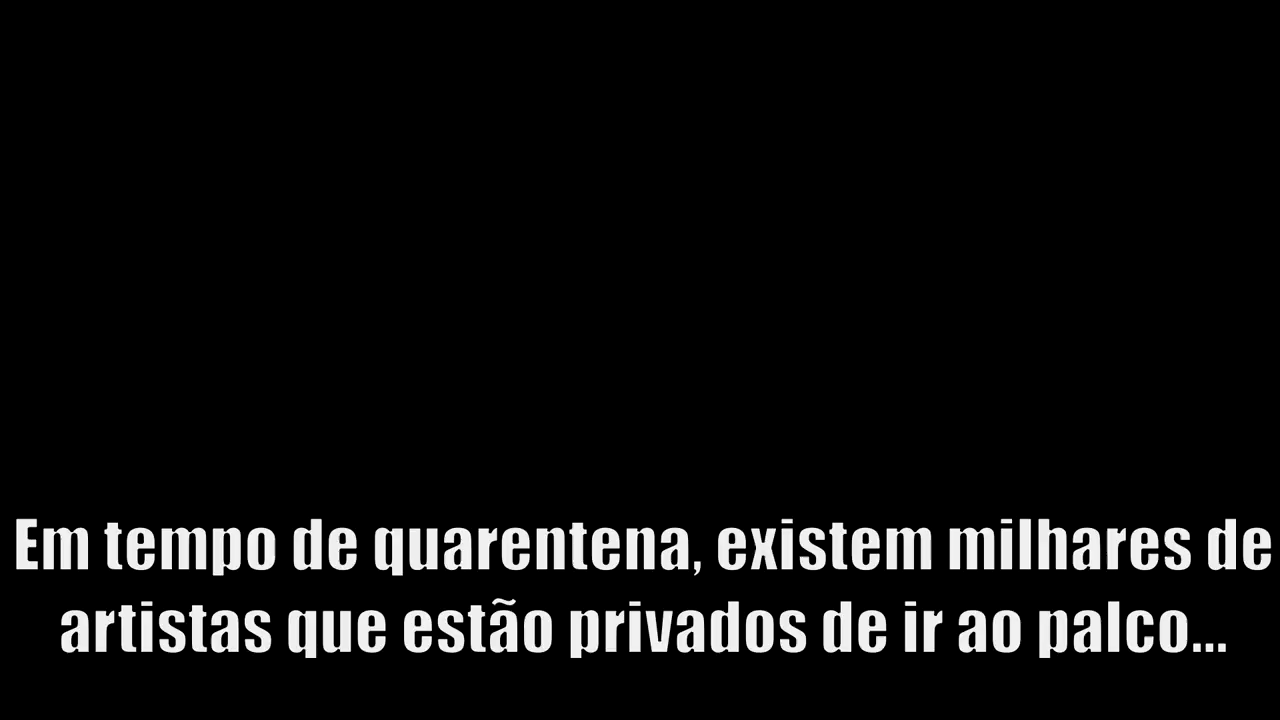 Em tempo de quarentena, existem milhares de
artistas que estão privados de ir ao palco...